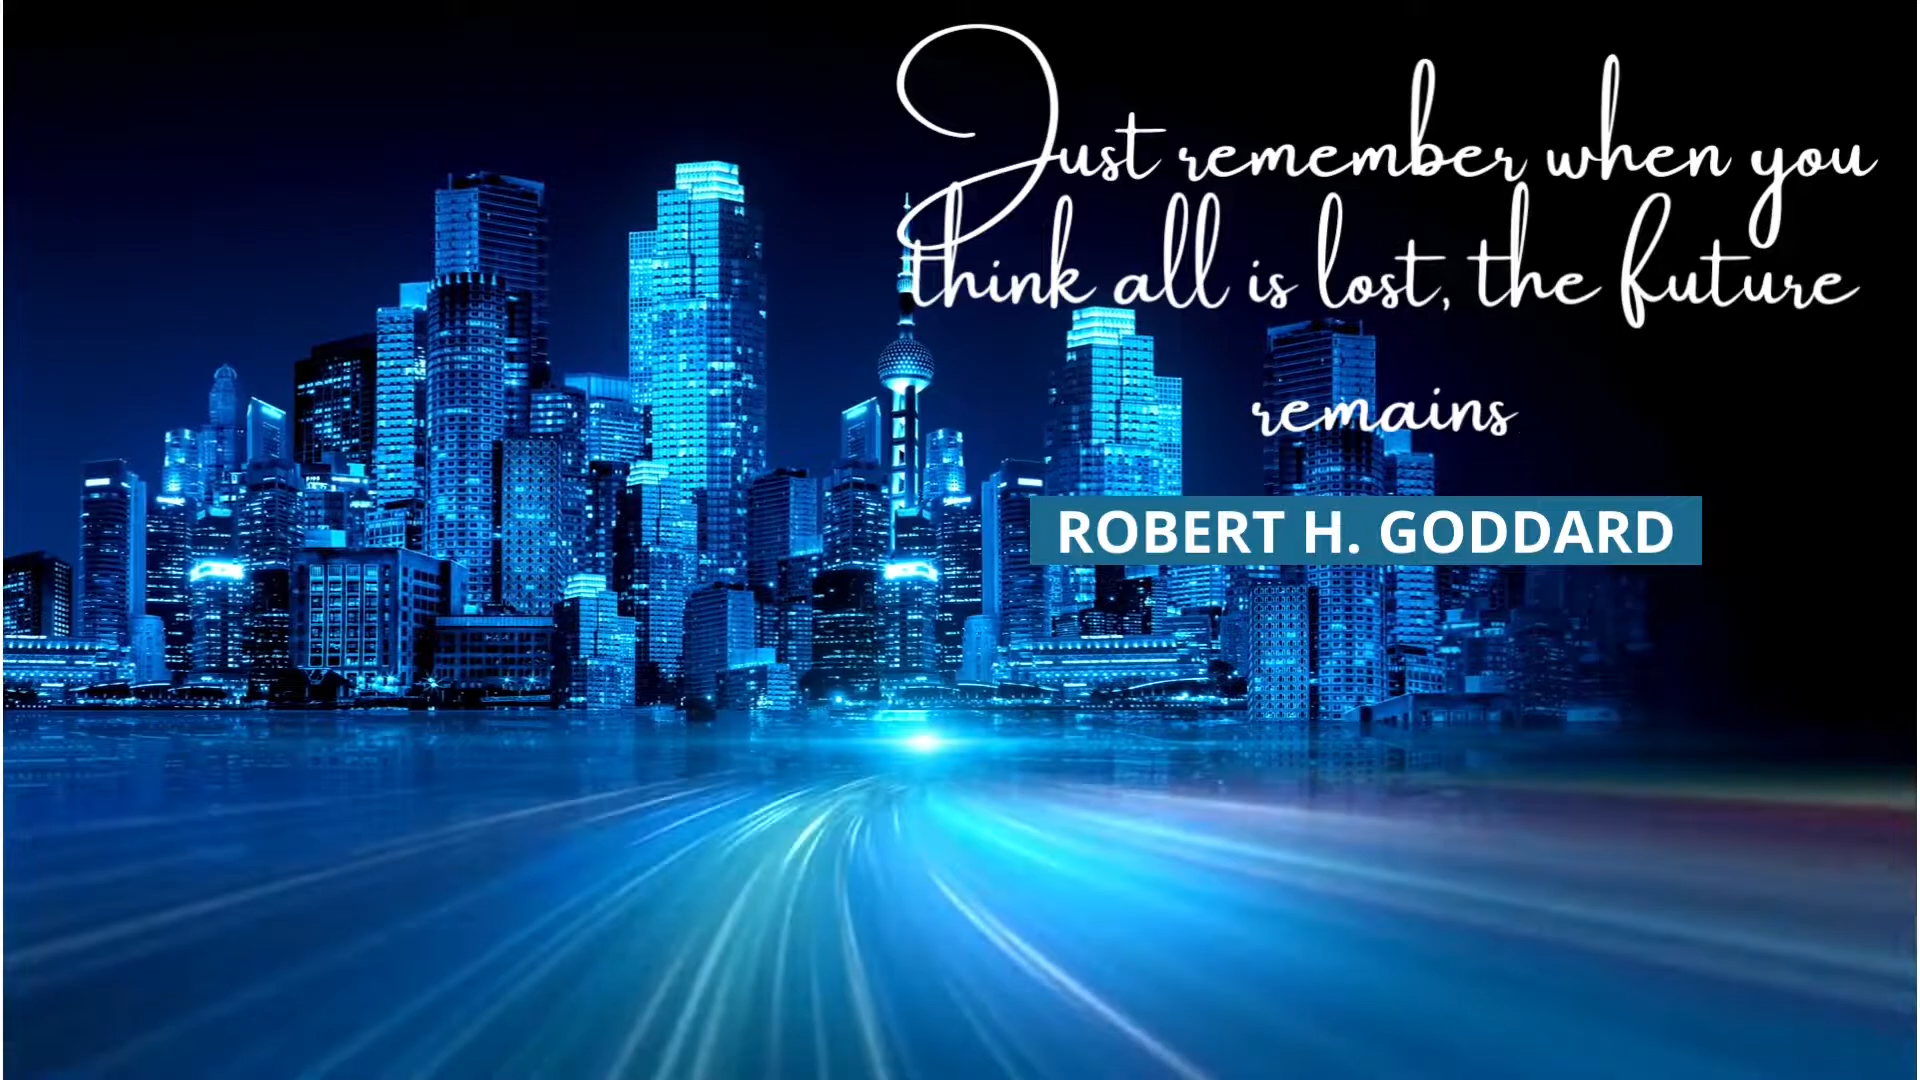 Just remember when you
think all is lost, the future
remains
ROBERT H. GODDARD